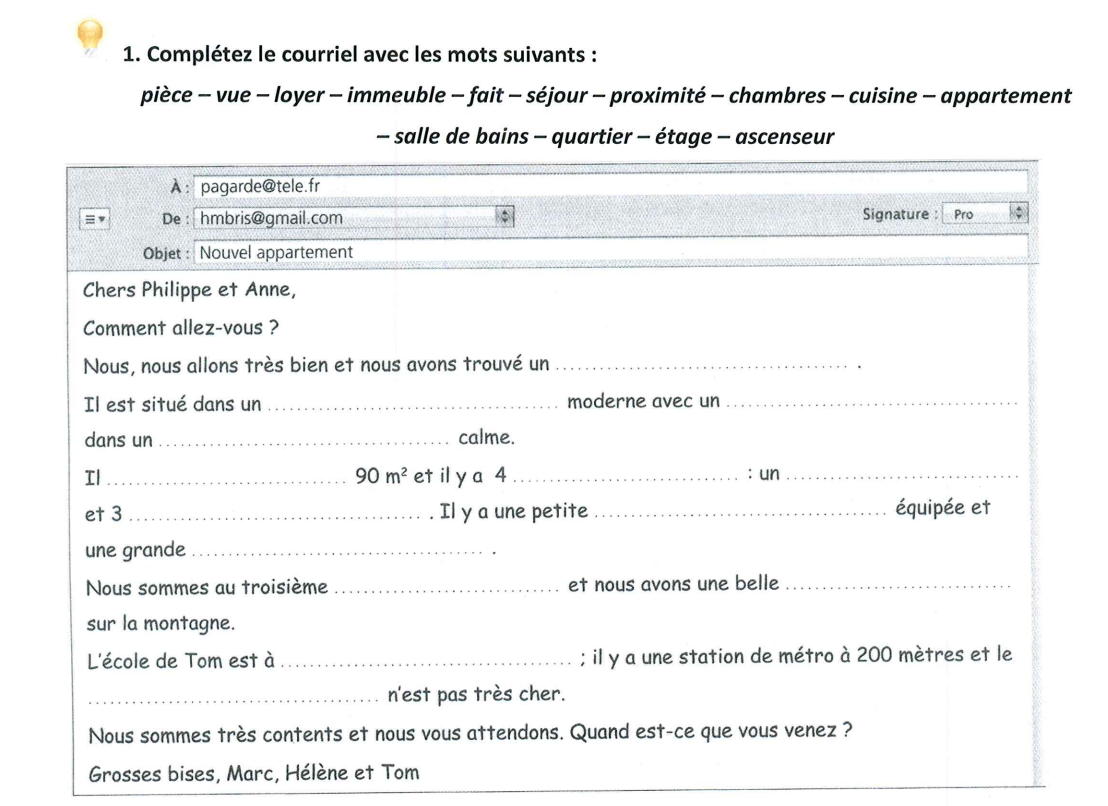 1. Complétez le courriel avec les mots suivants :
pièce – vue – loyer – immeuble – fait – séjour – proximité – chambres – cuisine – appartement
– salle de bains – quartier – étage – ascenseur
À : pagarde@tele.fr
De : hmbris@gmail.com Signature : Pro
Objet : Nouvel appartement
Chers Philippe et Anne,
Comment allez-vous ?
Nous, nous allons très bien et nous avons trouvé un ........................................ .
Il est situé dans un ........................................ moderne avec un ........................................
dans un ........................................ calme.
Il .................................... 90 m² et il y a 4 ................................ : un ................................
et 3 ........................................ . Il y a une petite ........................................ équipée et
une grande ........................................ .
Nous sommes au troisième ................................ et nous avons une belle ................................
sur la montagne.
L'école de Tom est à ........................................ ; il y a une station de métro à 200 mètres et le
........................................ n'est pas très cher.
Nous sommes très contents et nous vous attendons. Quand est-ce que vous venez ?
Grosses bises, Marc, Hélène et Tom